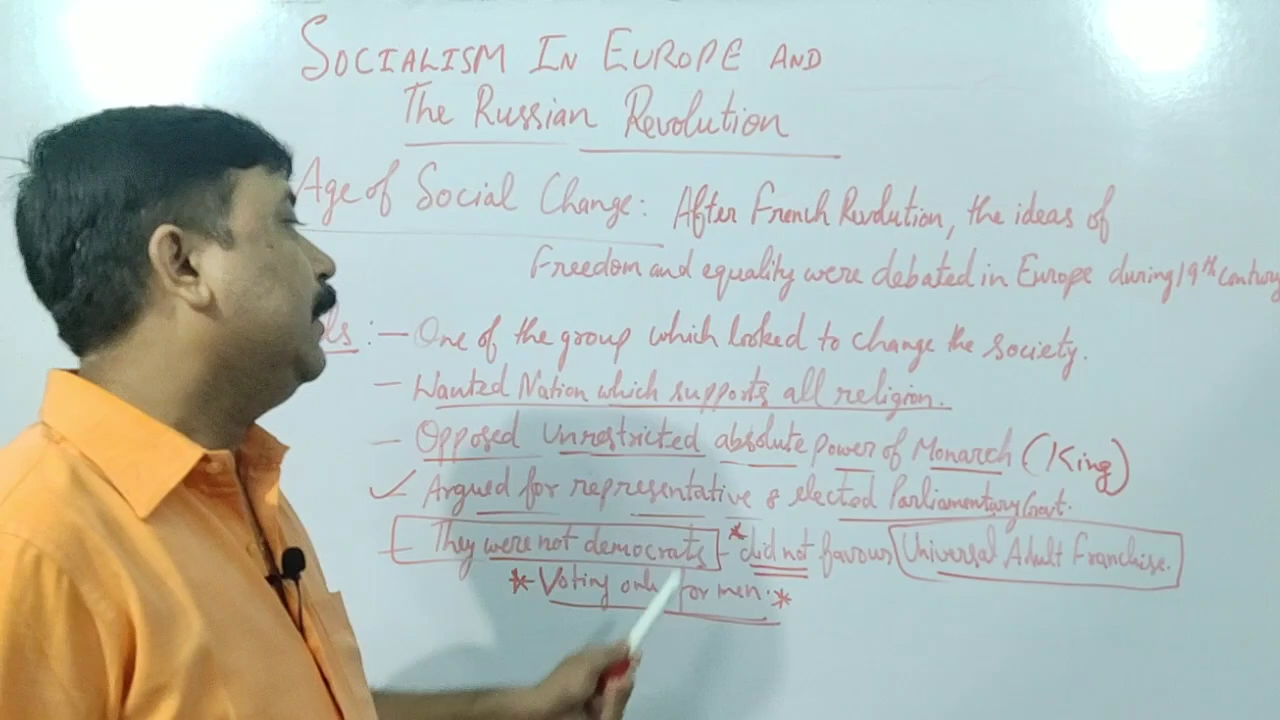 SOCIALISM IN EUROPE AND
The Russian Revolution
Age of Social Change: After French Revolution, the ideas of
Freedom and equality were debated in Europe during 19th Century
:- One of the group which looked to change the society.
- Wanted Nation which supports all religion.
- Opposed Unrestricted absolute power of Monarch (King)
✓ Argued for representative & elected Parliamentary Govt.
- They were not democrats - *did not favour Universal Adult Franchise.
*- Voting only for men.*